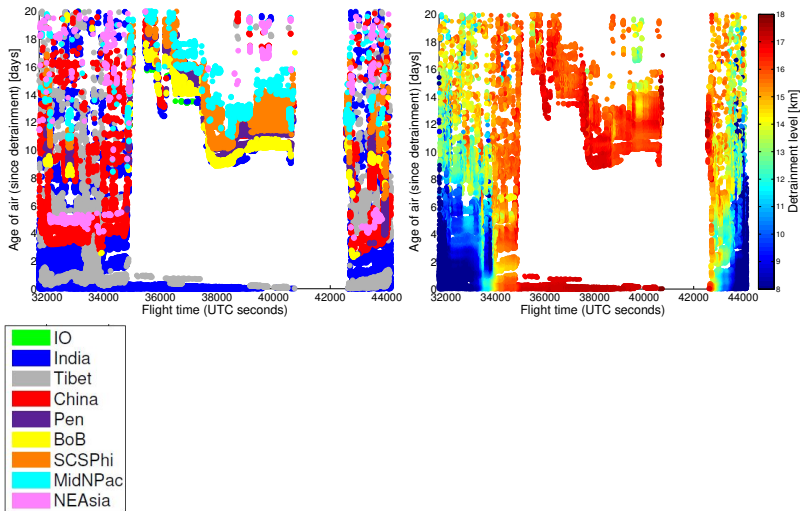 20
18
16
14
12
10
8
6
4
2
0
Age of air (since detrainment) [days]
32000 34000 36000 38000 40000 42000 44000
Flight time (UTC seconds)
20
18
16
14
12
10
8
6
4
2
0
Age of air (since detrainment) [days]
32000 34000 36000 38000 40000 42000 44000
Flight time (UTC seconds)
18
17
16
15
14
13
12
11
10
9
8
Detrainment level [km]
IO
India
Tibet
China
Pen
BoB
SCSPhi
MidNPac
NEAsia